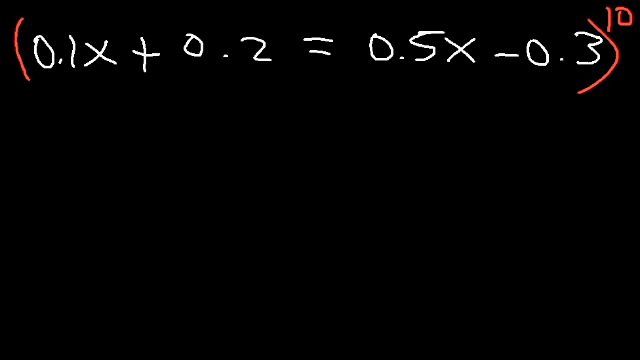 (0.1x + 0.2 = 0.5x - 0.3)10